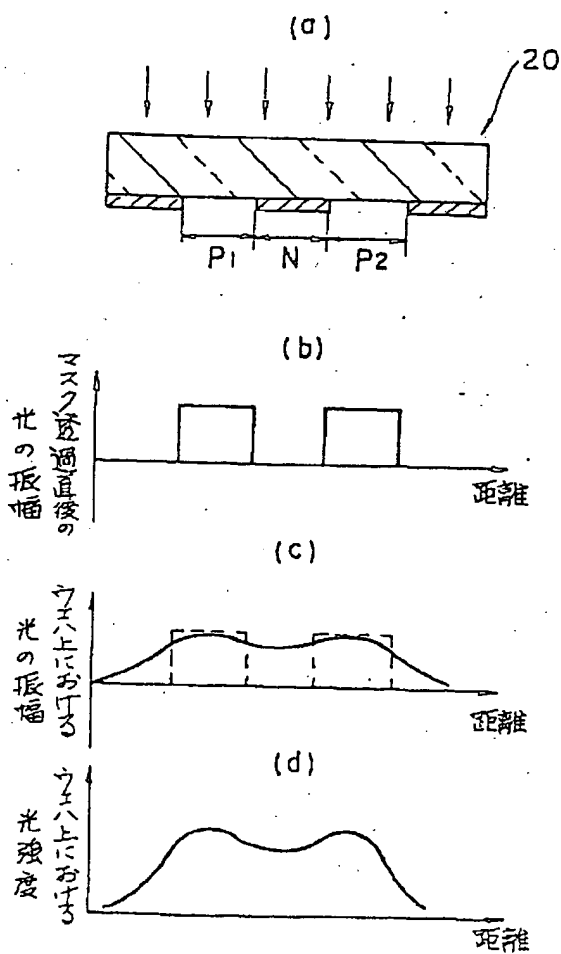 (a)
20
P1
N
P2
(b)
マスク透過直後の
光の振幅
距離
(c)
ウエハ上における
光の振幅
距離
(d)
ウエハ上における
光強度
距離